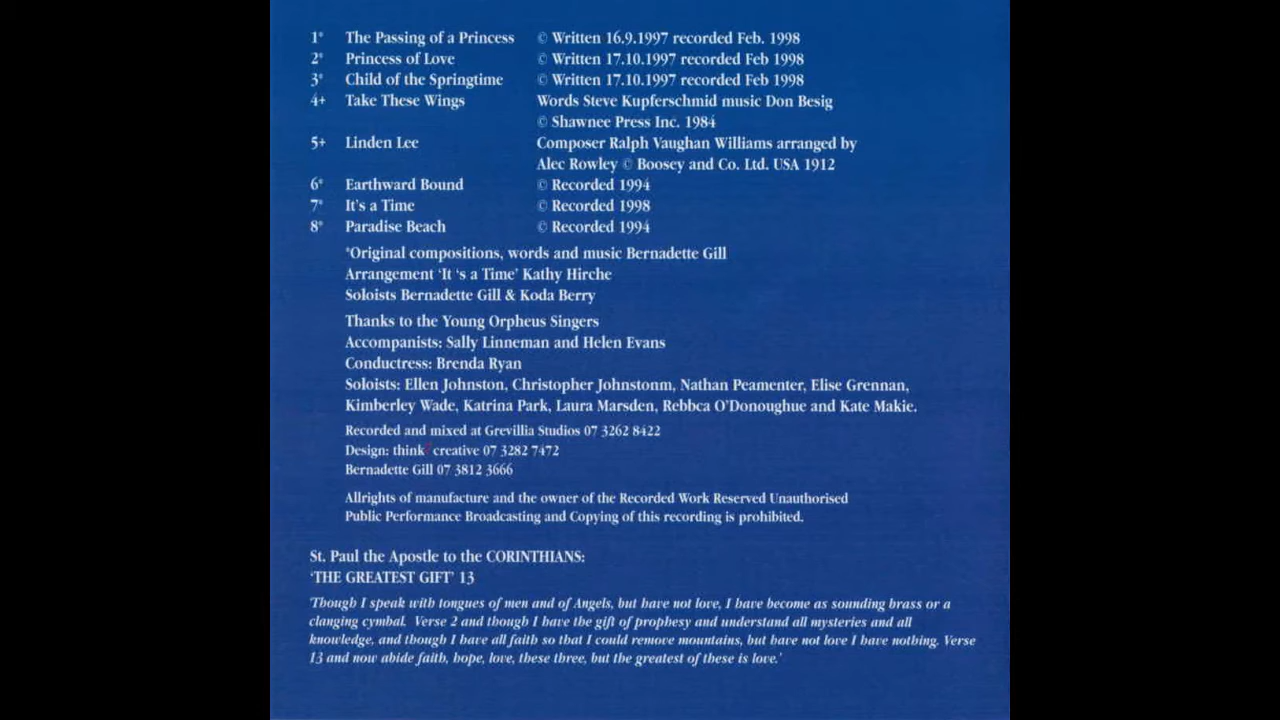 1* The Passing of a Princess © Written 16.9.1997 recorded Feb. 1998
2* Princess of Love © Written 17.10.1997 recorded Feb 1998
3* Child of the Springtime © Written 17.10.1997 recorded Feb 1998
4+ Take These Wings Words Steve Kupferschmid music Don Besig
© Shawnee Press Inc. 1984
5+ Linden Lee Composer Ralph Vaughan Williams arranged by
Alec Rowley © Boosey and Co. Ltd. USA 1912
6* Earthward Bound © Recorded 1994
7* It's a Time © Recorded 1998
8* Paradise Beach © Recorded 1994
*Original compositions, words and music Bernadette Gill
Arrangement ‘It ‘s a Time’ Kathy Hirche
Soloists Bernadette Gill & Koda Berry
Thanks to the Young Orpheus Singers
Accompanists: Sally Linneman and Helen Evans
Conductress: Brenda Ryan
Soloists: Ellen Johnston, Christopher Johnstonm, Nathan Peamenter, Elise Grennan,
Kimberley Wade, Katrina Park, Laura Marsden, Rebbca O'Donoughue and Kate Makie.
Recorded and mixed at Grevillia Studios 07 3262 8422
Design: think creative 07 3282 7472
Bernadette Gill 07 3812 3666
Allrights of manufacture and the owner of the Recorded Work Reserved Unauthorised
Public Performance Broadcasting and Copying of this recording is prohibited.
St. Paul the Apostle to the CORINTHIANS:
‘THE GREATEST GIFT’ 13
'Though I speak with tongues of men and of Angels, but have not love, I have become as sounding brass or a
clanging cymbal. Verse 2 and though I have the gift of prophesy and understand all mysteries and all
knowledge, and though I have all faith so that I could remove mountains, but have not love I have nothing. Verse
13 and now abide faith, hope, love, these three, but the greatest of these is love.'